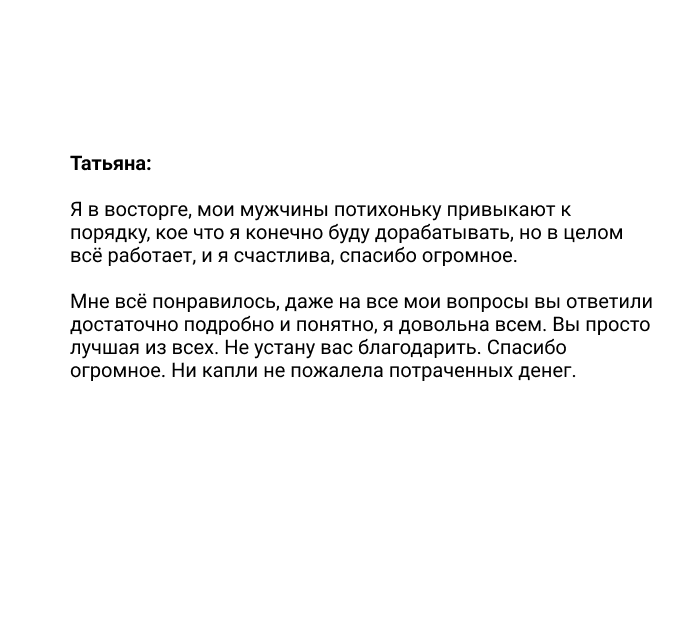 Татьяна:
Я в восторге, мои мужчины потихоньку привыкают к
порядку, кое что я конечно буду дорабатывать, но в целом
всё работает, и я счастлива, спасибо огромное.
Мне всё понравилось, даже на все мои вопросы вы ответили
достаточно подробно и понятно, я довольна всем. Вы просто
лучшая из всех. Не устану вас благодарить. Спасибо
огромное. Ни капли не пожалела потраченных денег.